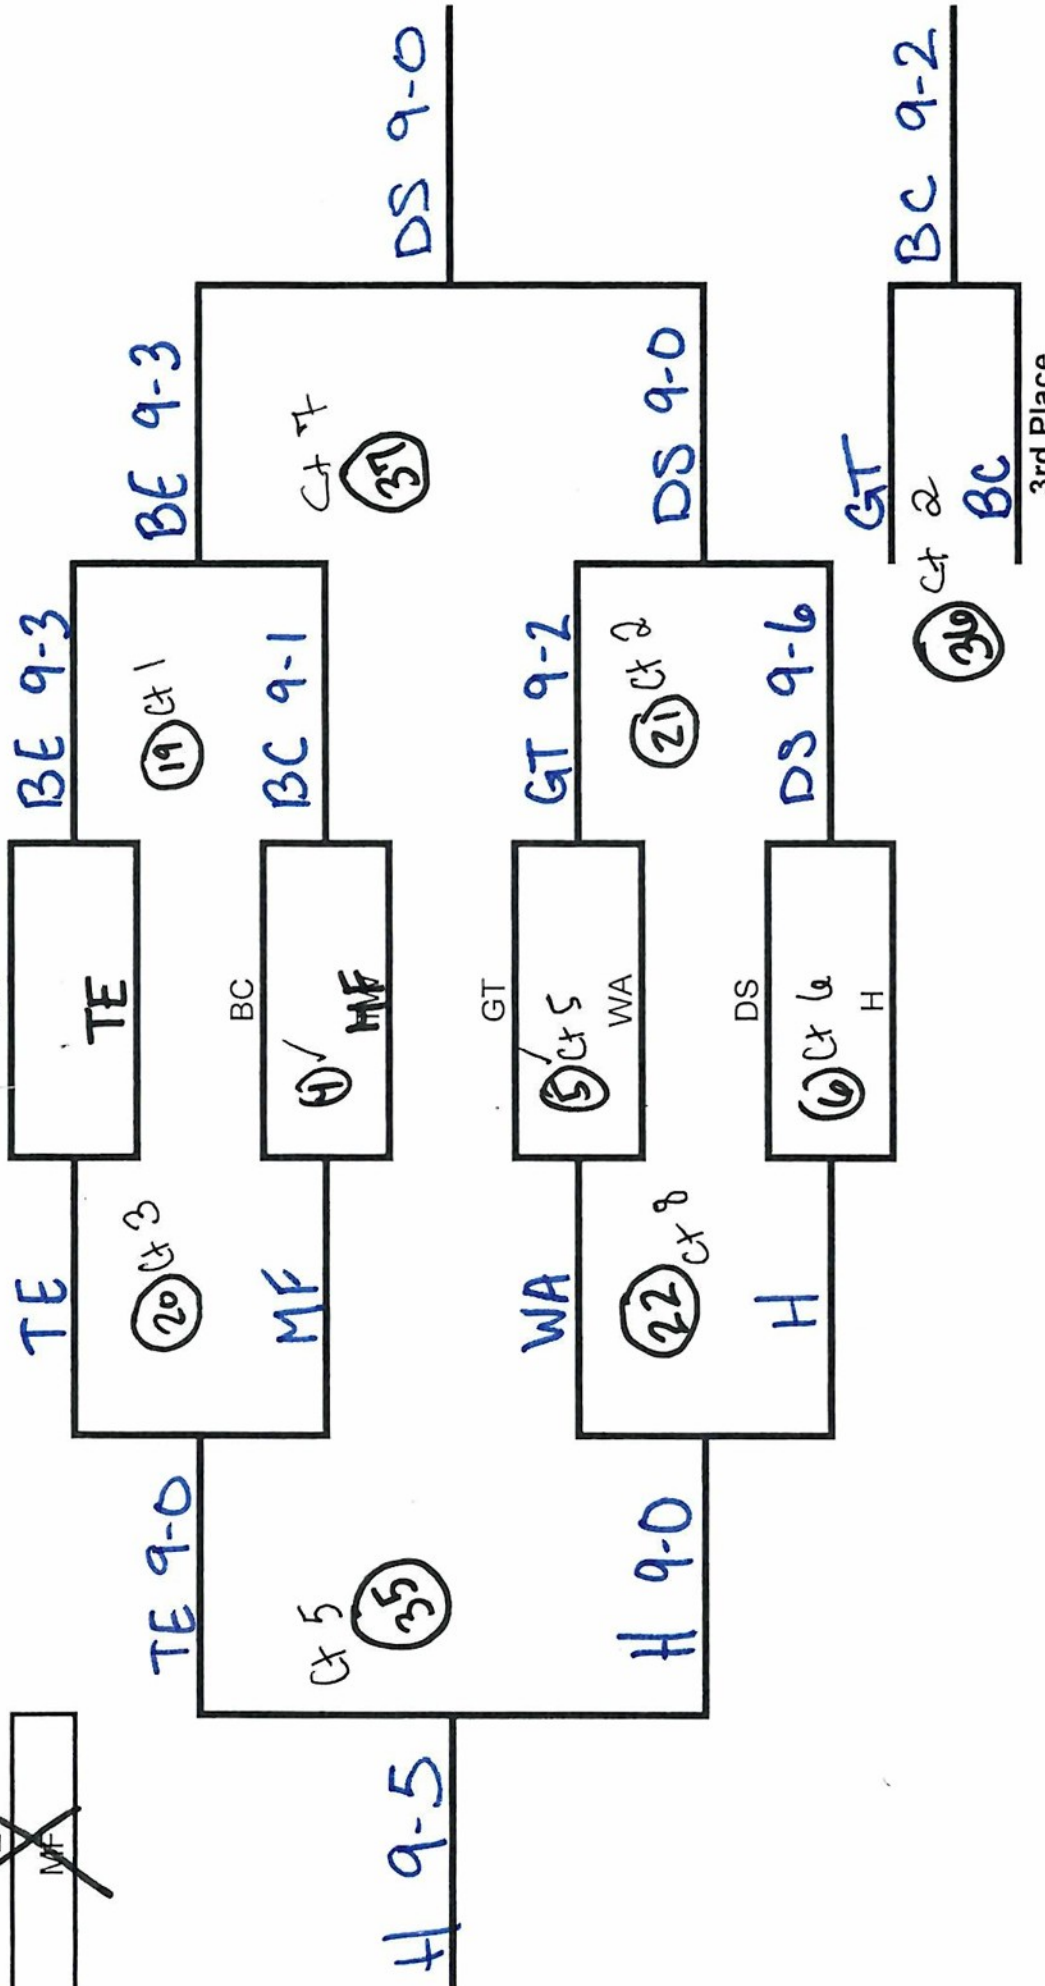 BE 9-3
TE
TE
BE 9-3
20 Ct 3
19 Ct 1
TE 9-0
BC
MF
4 ✓
BC 9-1
MF
MF
Ct 5
35
Ct 7
37
H 9-5
DS 9-0
GT
WA
5 ✓ Ct 5
GT 9-2
WA
22 Ct 8
21 Ct 2
H 9-0
DS 9-0
DS
H
6 Ct 6
DS 9-6
H
GT
36 Ct 2
BC
BC 9-2
3rd Place